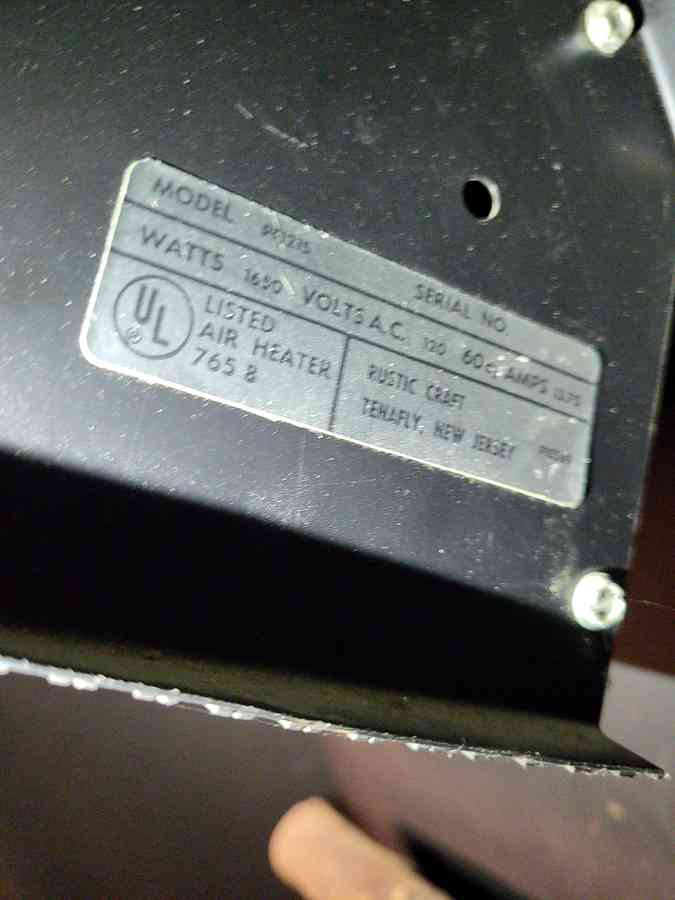 MODEL
SERIAL NO.
WATTS 1650 VOLTS A.C. 120 60 AMPS 13.75
UL
LISTED
AIR HEATER
765 8
RUSTIC CRAFT
TENAFLY, NEW JERSEY